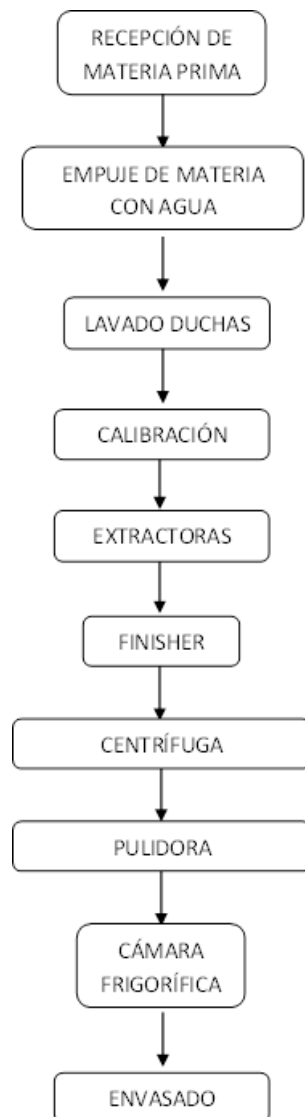 RECEPCIÓN DE
MATERIA PRIMA
EMPUJE DE MATERIA
CON AGUA
LAVADO DUCHAS
CALIBRACIÓN
EXTRACTORAS
FINISHER
CENTRÍFUGA
PULIDORA
CÁMARA
FRIGORÍFICA
ENVASADO